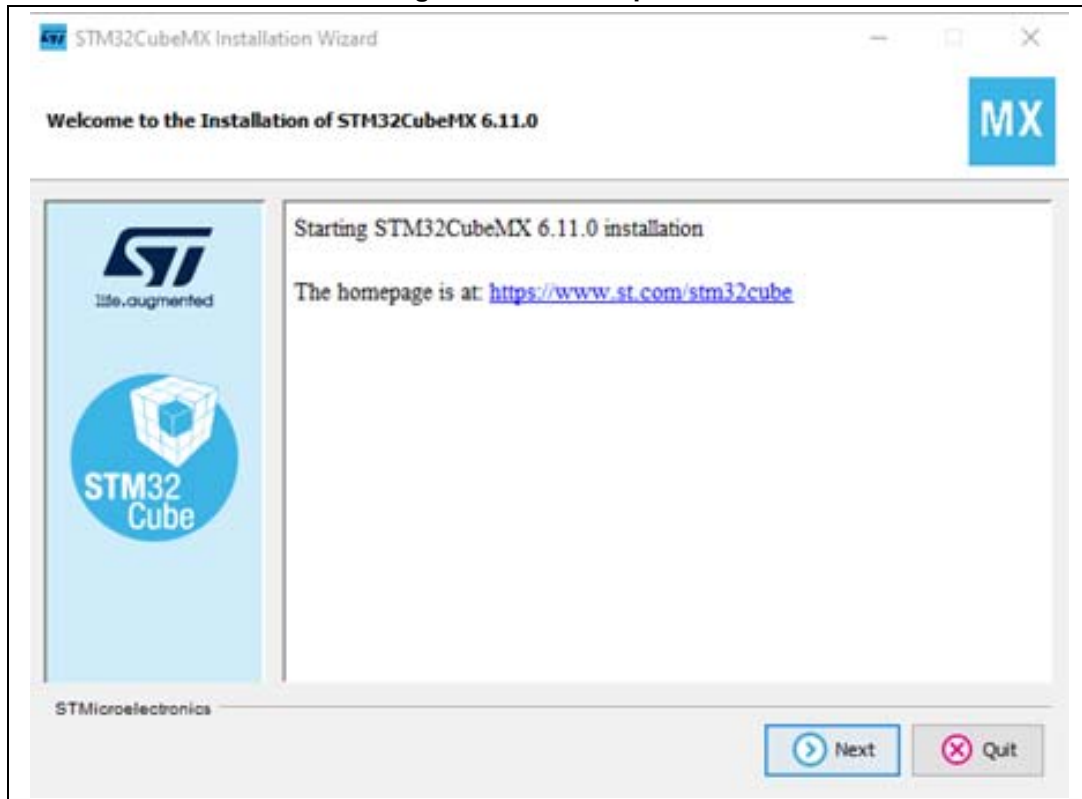 STM32CubeMX Installation Wizard
Welcome to the Installation of STM32CubeMX 6.11.0
MX
Starting STM32CubeMX 6.11.0 installation
The homepage is at: https://www.st.com/stm32cube
ST
life.augmented
STM32
Cube
STMicroelectronics
Next
Quit